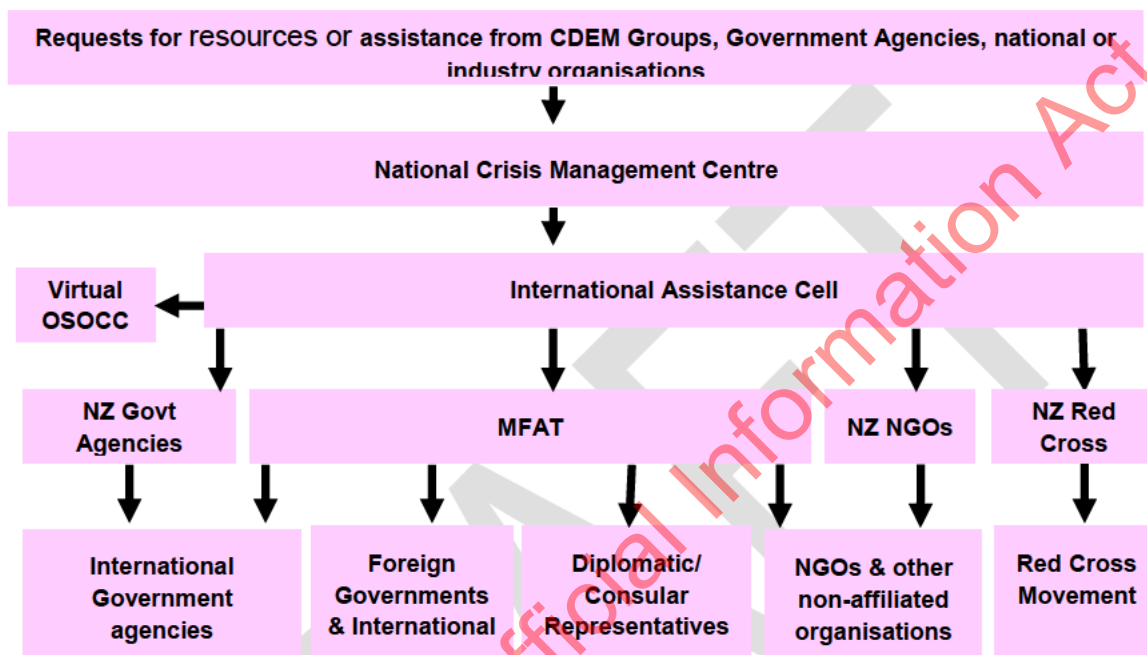 Requests for resources or assistance from CDEM Groups, Government Agencies, national or
industry organisations
National Crisis Management Centre
Virtual
OSOCC
International Assistance Cell
NZ Govt
Agencies
MFAT
NZ NGOs
NZ Red
Cross
International
Government
agencies
Foreign
Governments
& International
Diplomatic/
Consular
Representatives
NGOs & other
non-affiliated
organisations
Red Cross
Movement
Official Information Act